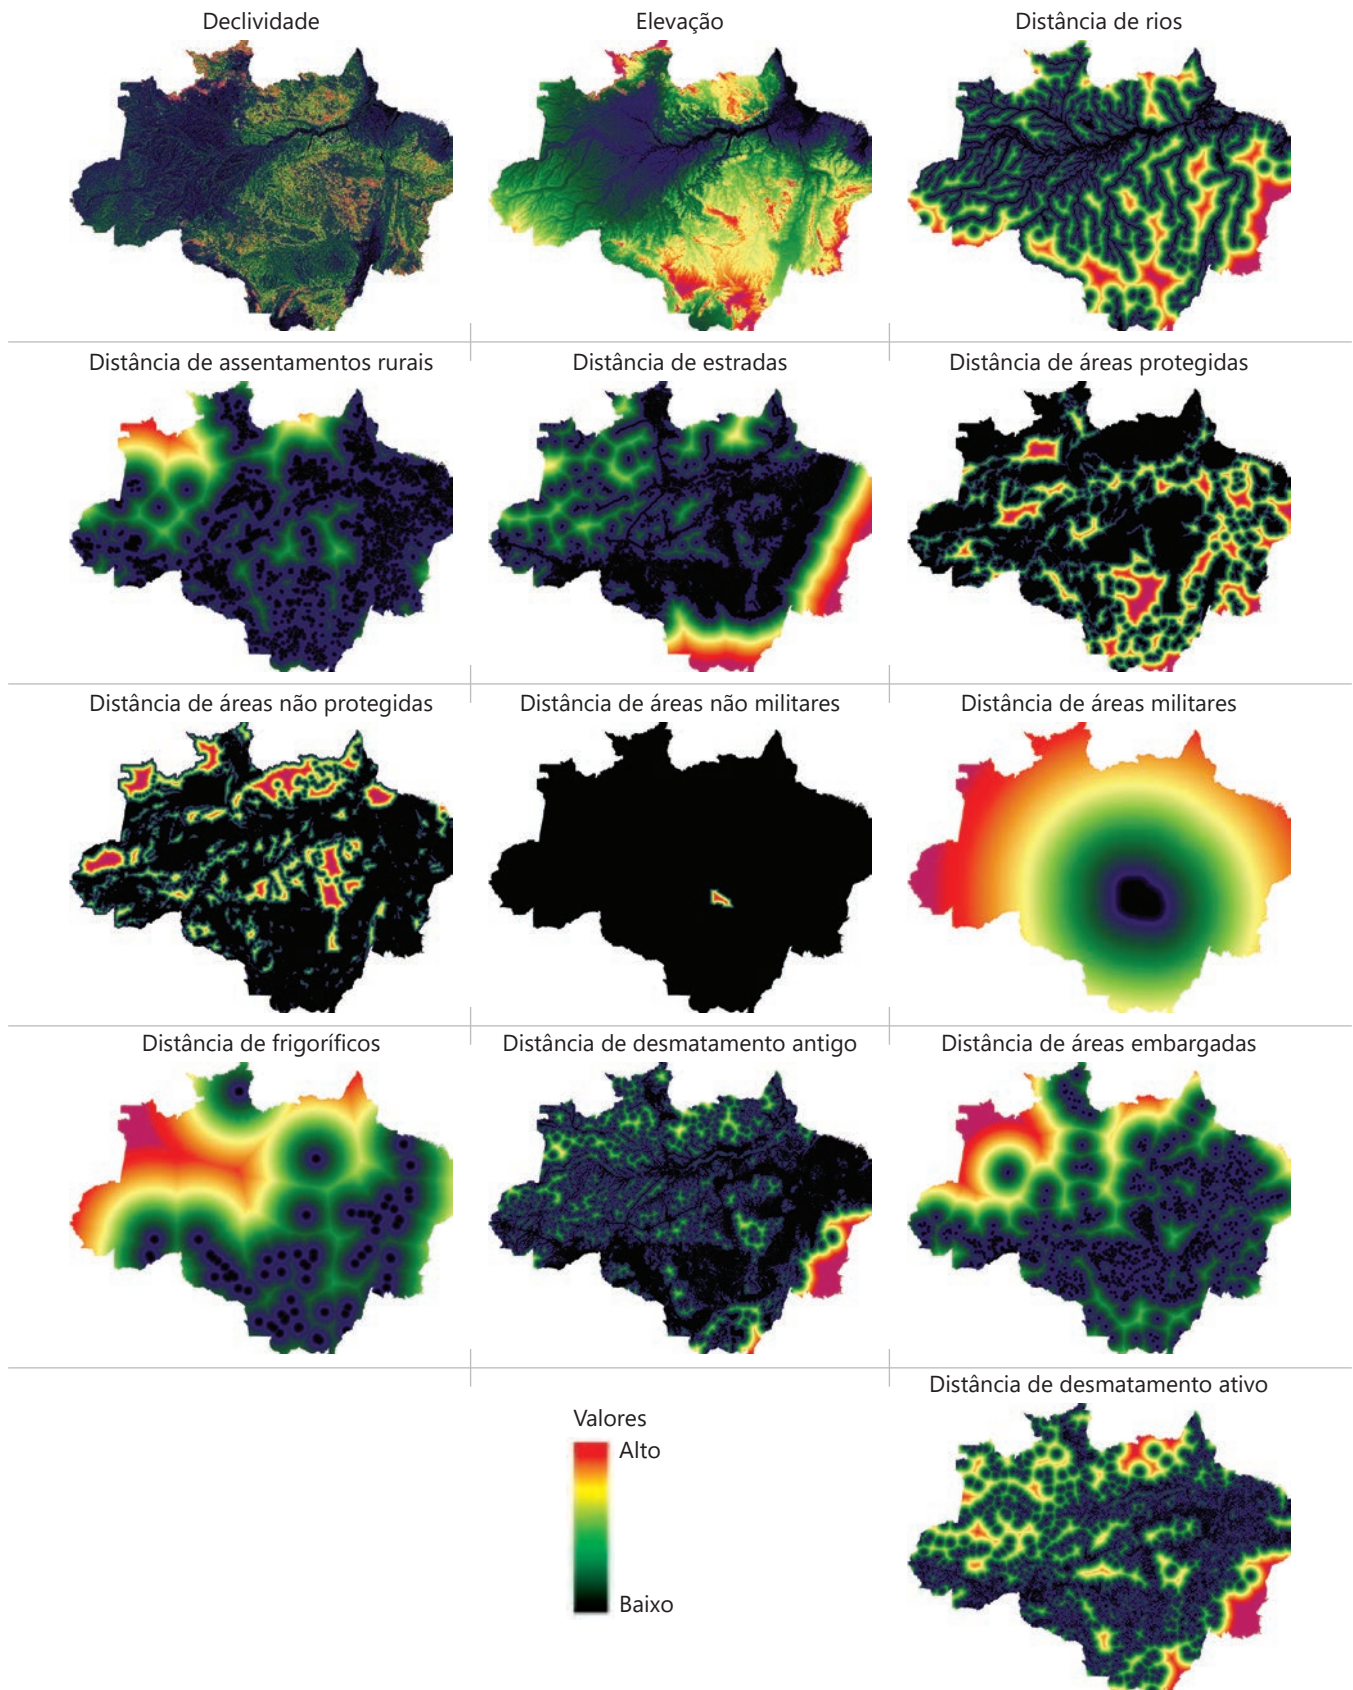 Declividade
Elevação
Distância de rios
Distância de assentamentos rurais
Distância de estradas
Distância de áreas protegidas
Distância de áreas não protegidas
Distância de áreas não militares
Distância de áreas militares
Distância de frigoríficos
Distância de desmatamento antigo
Distância de áreas embargadas
Distância de desmatamento ativo
Valores
Alto
Baixo